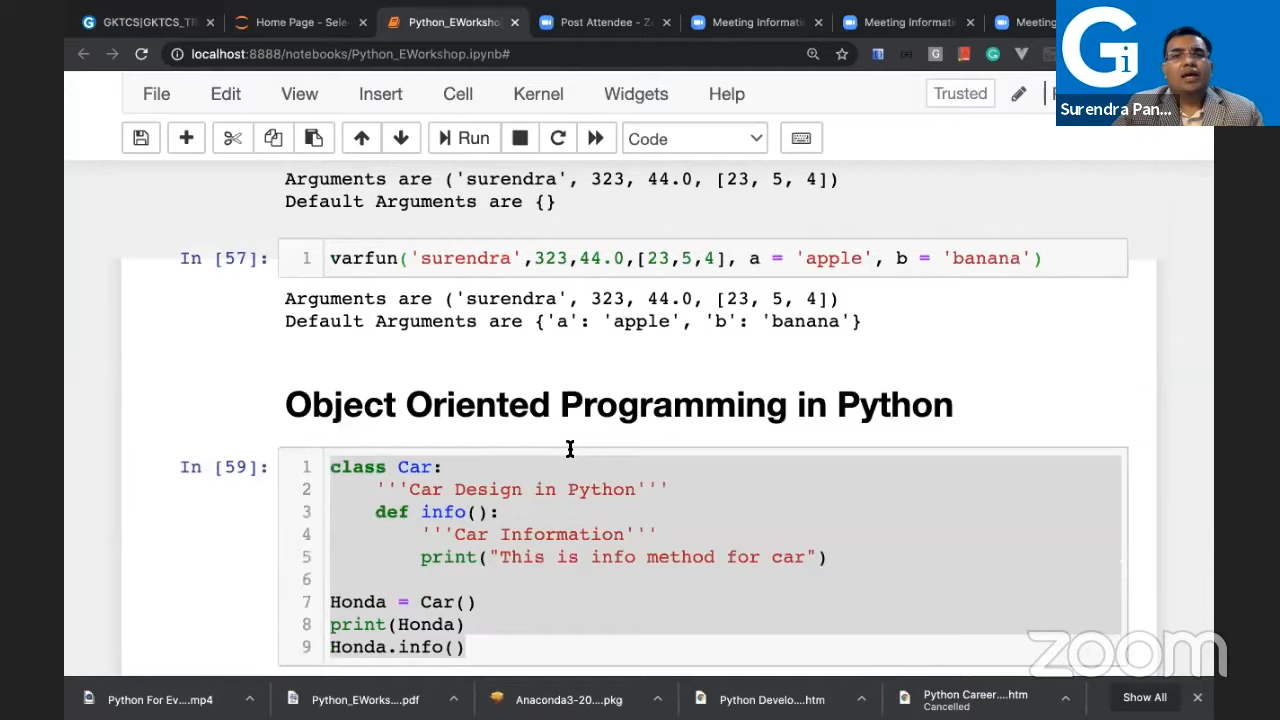 GKTCS|GKTCS_TR
Home Page - Sele
Python_EWorksho
Post Attendee - Z
Meeting Informati
Meeting Informati
Meeting
localhost:8888/notebooks/Python_EWorkshop.ipynb#
Gi
Surendra Pan...
File Edit View Insert Cell Kernel Widgets Help Trusted
Run Code
Arguments are ('surendra', 323, 44.0, [23, 5, 4])
Default Arguments are {}
In [57]: 1 varfun('surendra',323,44.0,[23,5,4], a = 'apple', b = 'banana')
Arguments are ('surendra', 323, 44.0, [23, 5, 4])
Default Arguments are {'a': 'apple', 'b': 'banana'}
Object Oriented Programming in Python
In [59]: 1 class Car:
2 '''Car Design in Python'''
3 def info():
4 '''Car Information'''
5 print("This is info method for car")
6
7 Honda = Car()
8 print(Honda)
9 Honda.info()
zoom
Python For Ev....mp4
Python_EWorks....pdf
Anaconda3-20....pkg
Python Develo....htm
Python Career....htm
Cancelled
Show All